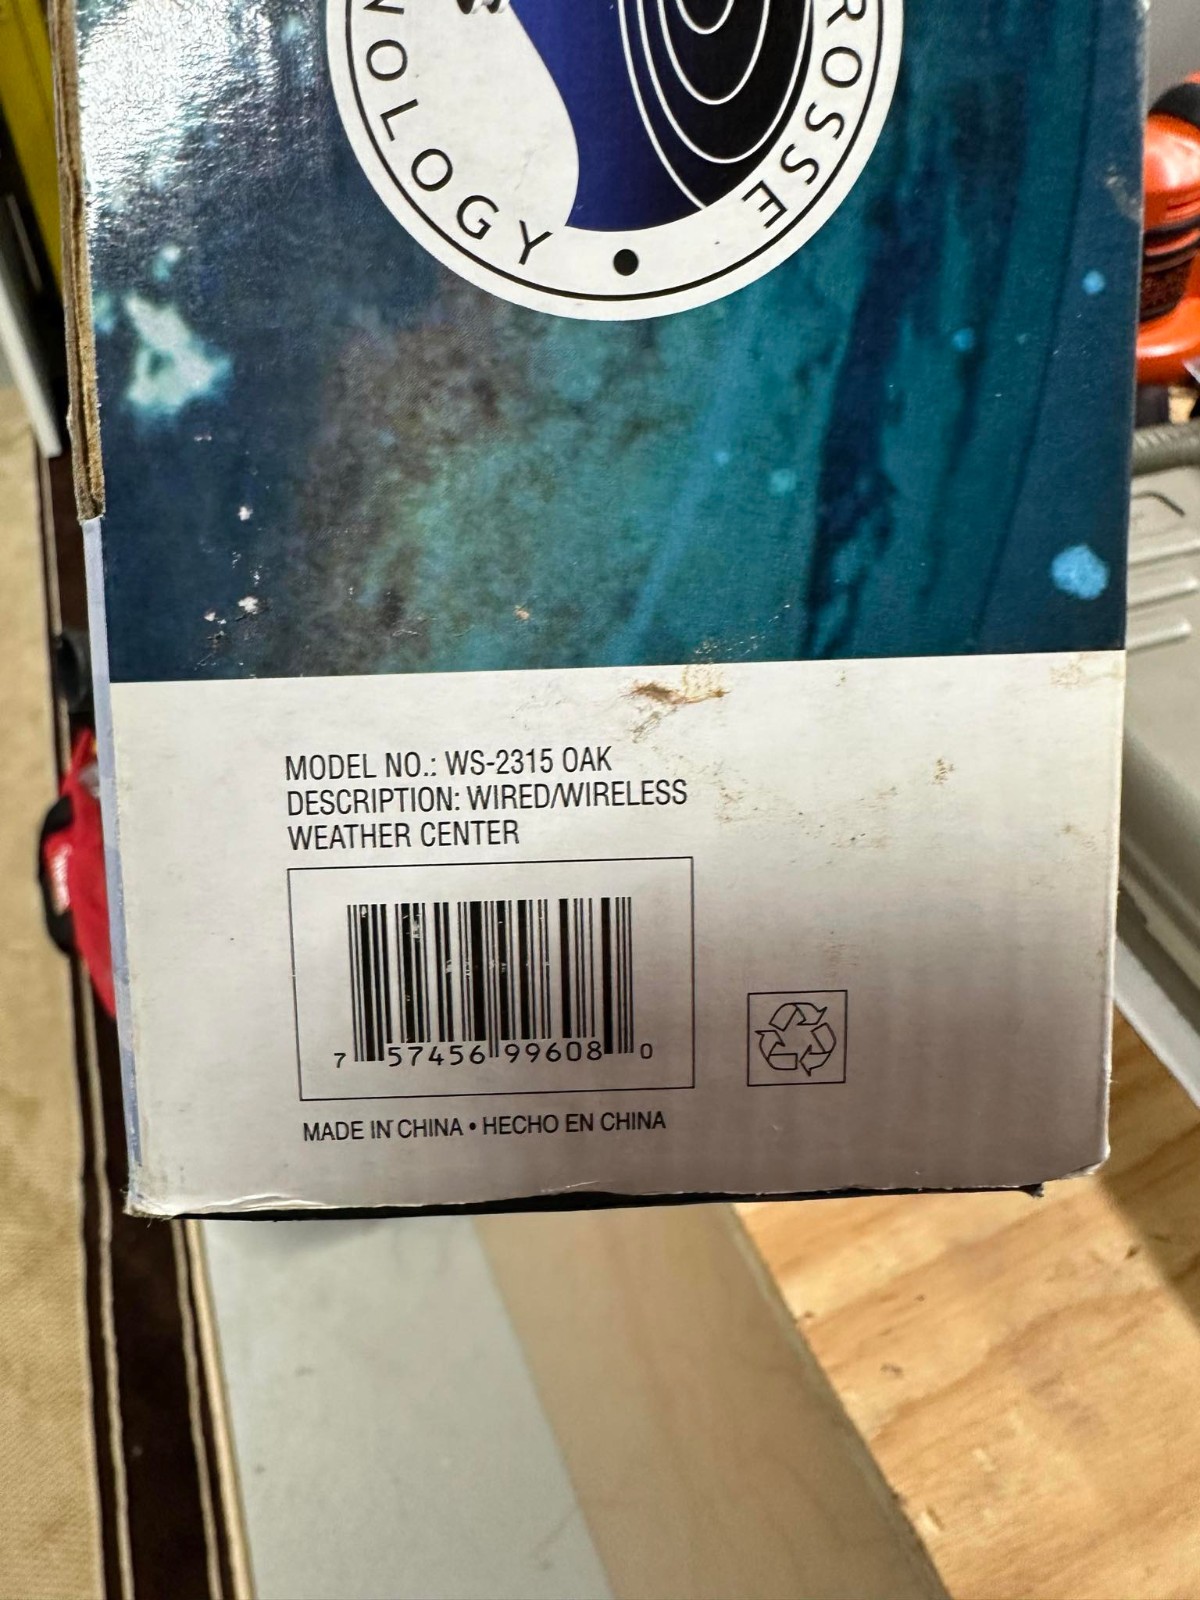 NOLOGY • ROSSE
MODEL NO.: WS-2315 OAK
DESCRIPTION: WIRED/WIRELESS
WEATHER CENTER
7 57456 99608 0
MADE IN CHINA • HECHO EN CHINA